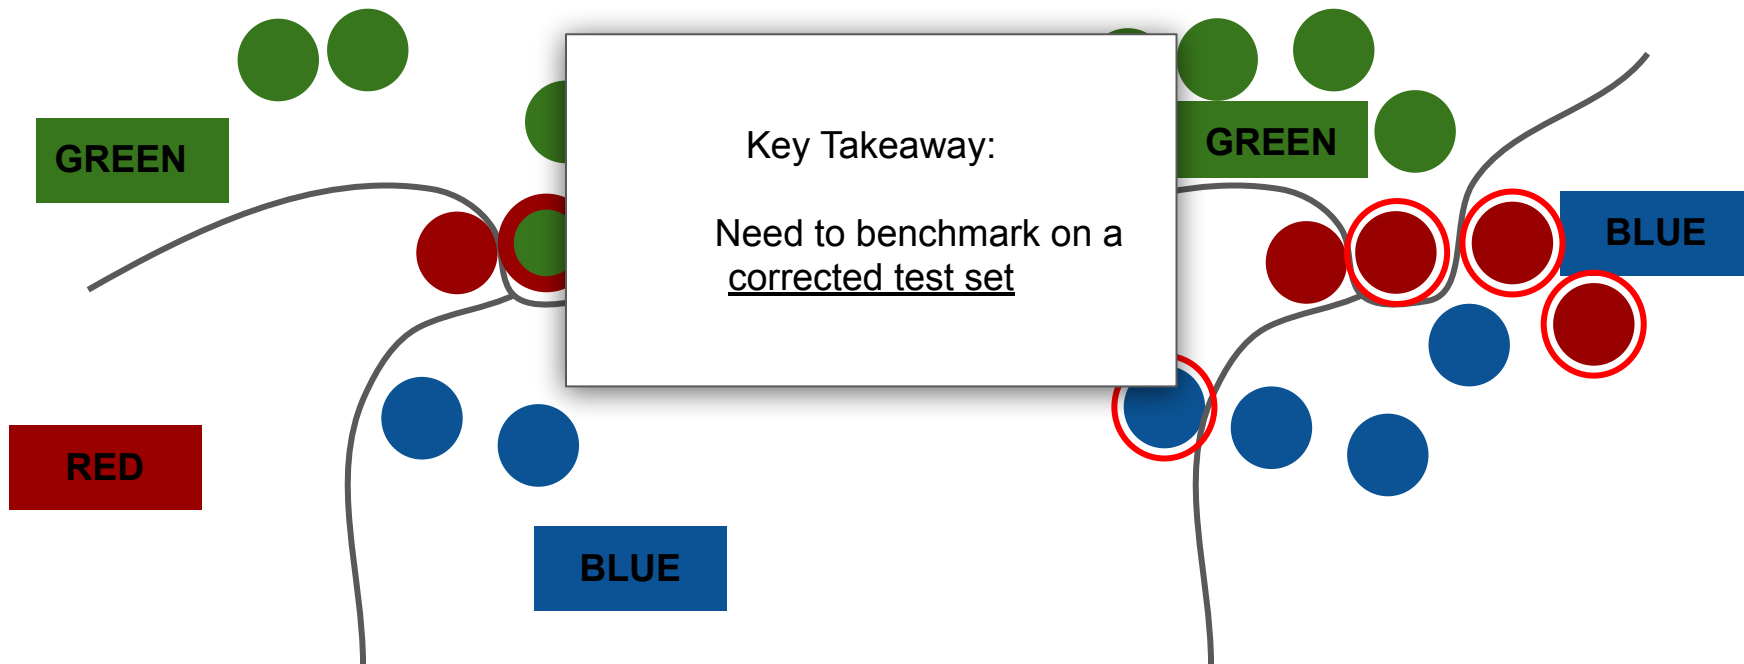 GREEN
RED
BLUE
Key Takeaway:
Need to benchmark on a
corrected test set
GREEN
BLUE